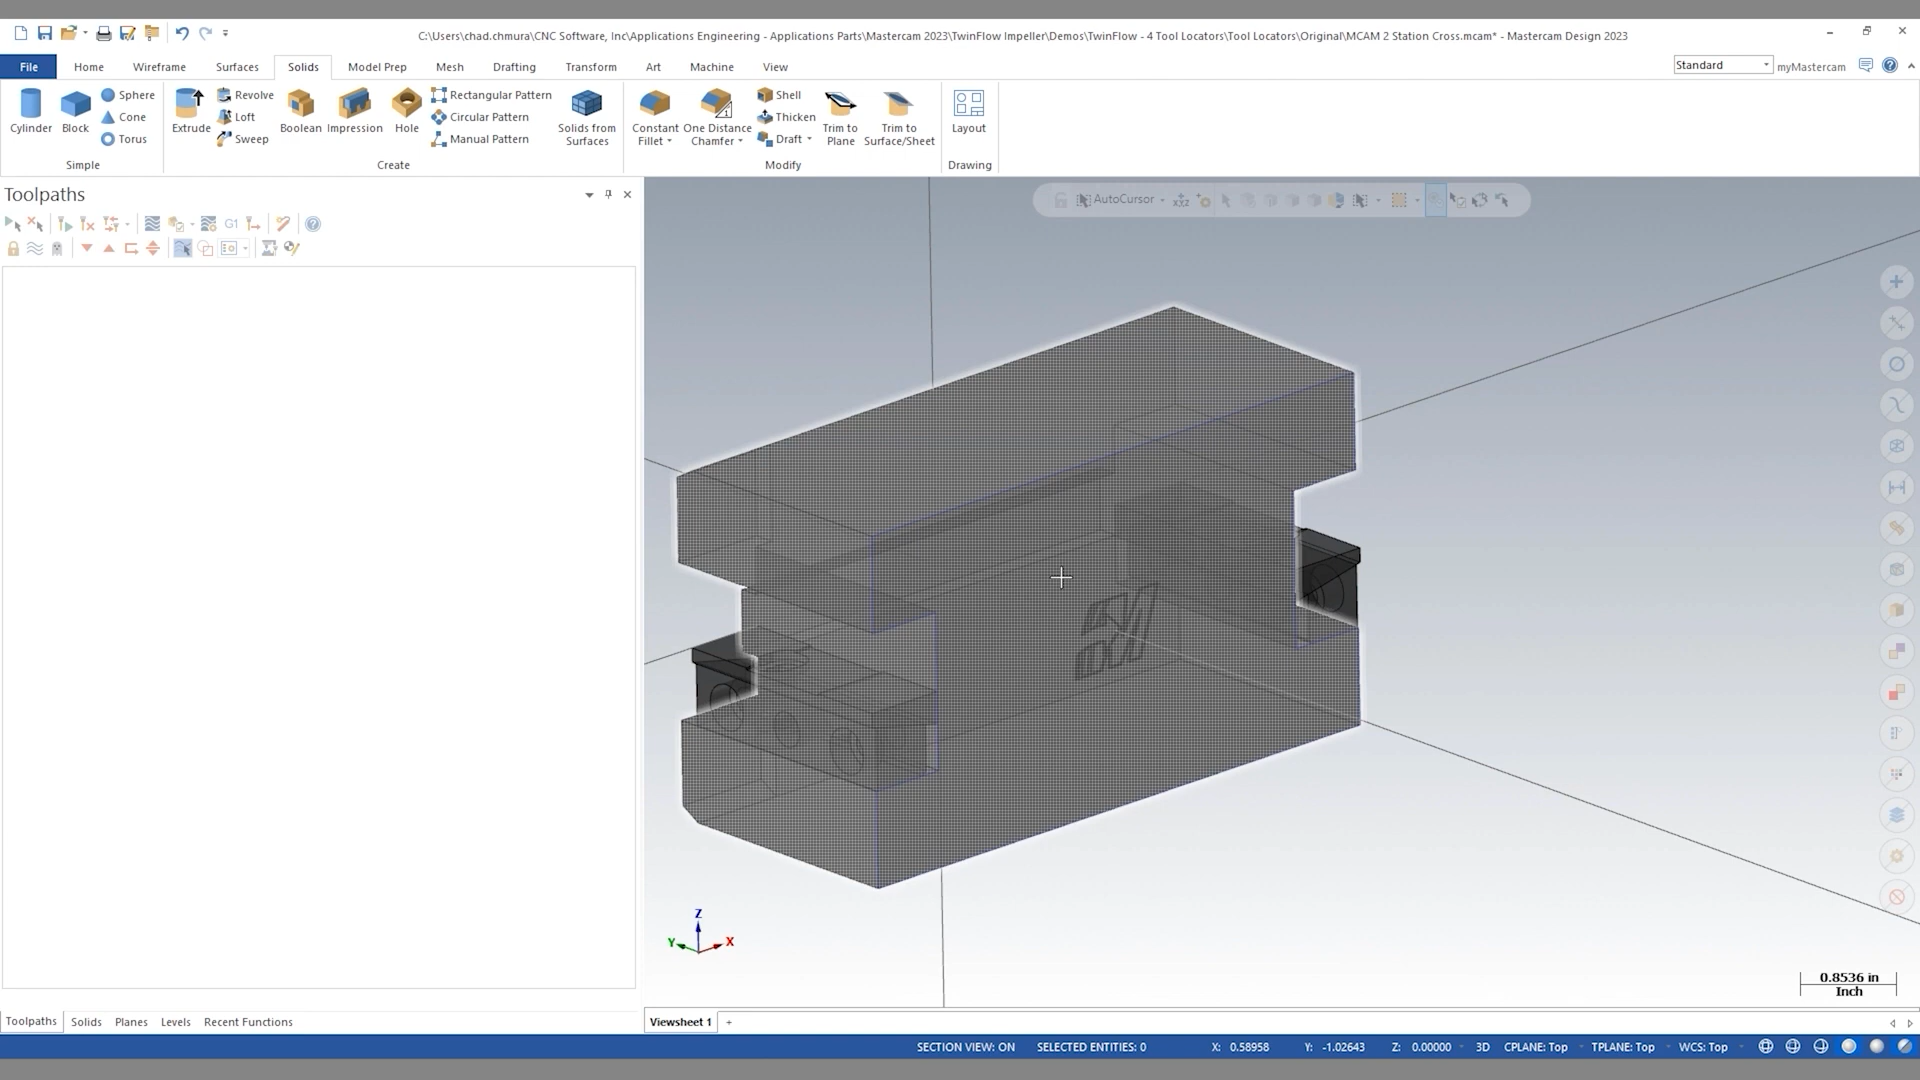 C:\Users\chad.chmura\CNC Software, Inc\Applications Engineering - Applications Parts\Mastercam 2023\TwinFlow Impeller\Demos\TwinFlow - 4 Tool Locators\Tool Locators\Original\MCAM 2 Station Cross.mcam* - Mastercam Design 2023
File Home Wireframe Surfaces Solids Model Prep Mesh Drafting Transform Art Machine View Standard myMastercam
Cylinder Block Sphere Cone Torus
Simple
Extrude Revolve Loft Sweep Boolean Impression Hole Rectangular Pattern Circular Pattern Manual Pattern Solids from Surfaces
Create
Constant Fillet One Distance Chamfer Shell Thicken Draft Trim to Plane Trim to Surface/Sheet
Modify
Layout
Drawing
Toolpaths
G1
AutoCursor
xyz
Z
Y
X
0.8536 in
Inch
Toolpaths Solids Planes Levels Recent Functions
Viewsheet 1 +
SECTION VIEW: ON SELECTED ENTITIES: 0 X: 0.58958 Y: -1.02643 Z: 0.00000 3D CPLANE: Top TPLANE: Top WCS: Top